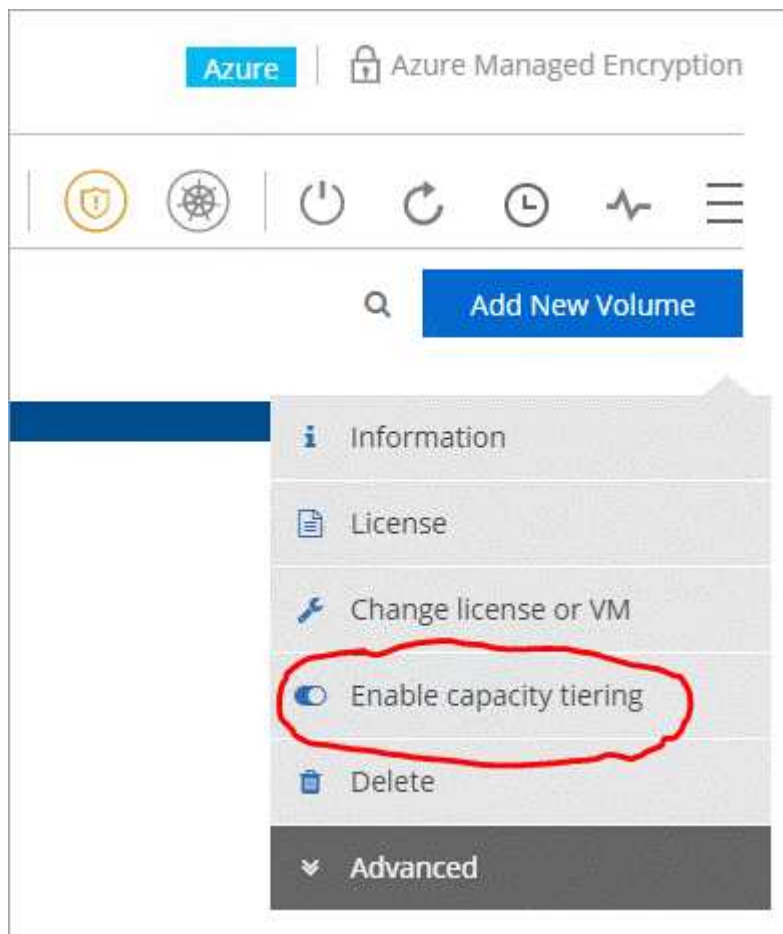 Azure
Azure Managed Encryption
Add New Volume
Information
License
Change license or VM
Enable capacity tiering
Delete
Advanced